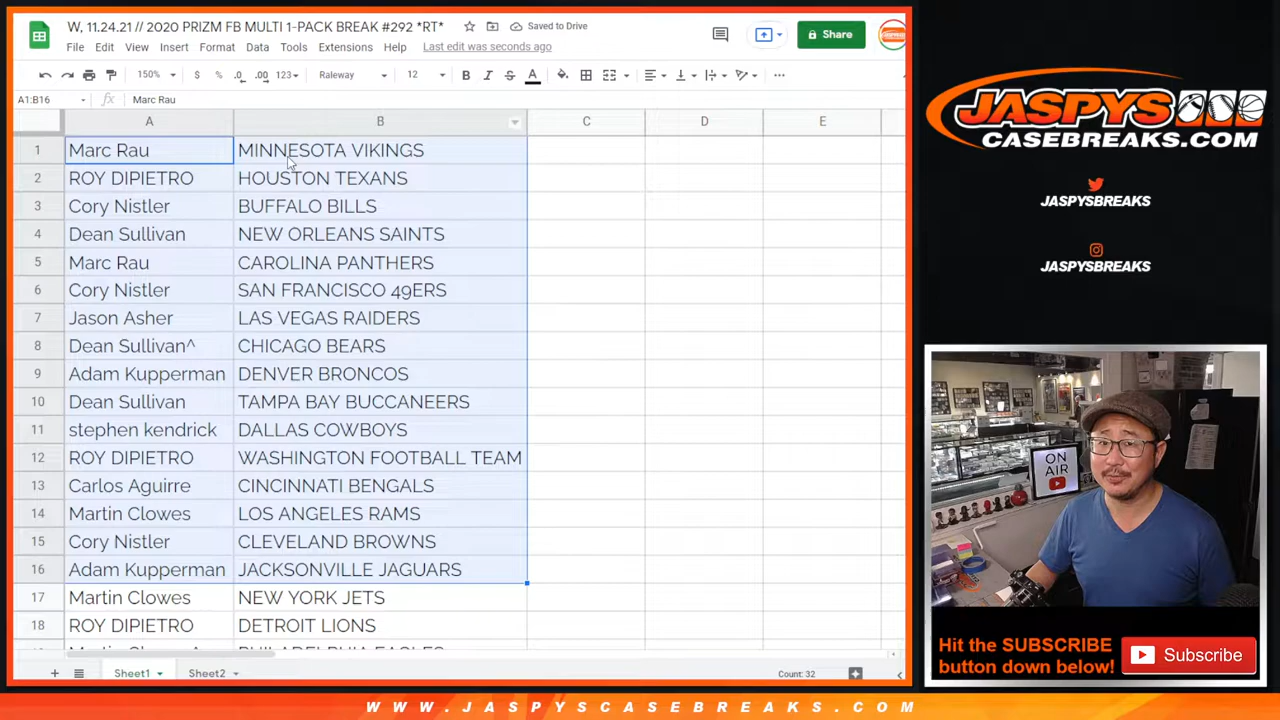 W, 11.24.21 // 2020 PRIZM FB MULTI 1-PACK BREAK #292 *RT*
Saved to Drive
File Edit View Insert Format Data Tools Extensions Help Last edit was seconds ago
Share
150% $ % .0 .00 123 Raleway 12 B I S A
A1:B16 fx Marc Rau
A B C D E
1 Marc Rau MINNESOTA VIKINGS
2 ROY DIPIETRO HOUSTON TEXANS
3 Cory Nistler BUFFALO BILLS
4 Dean Sullivan NEW ORLEANS SAINTS
5 Marc Rau CAROLINA PANTHERS
6 Cory Nistler SAN FRANCISCO 49ERS
7 Jason Asher LAS VEGAS RAIDERS
8 Dean Sullivan^ CHICAGO BEARS
9 Adam Kupperman DENVER BRONCOS
10 Dean Sullivan TAMPA BAY BUCCANEERS
11 stephen kendrick DALLAS COWBOYS
12 ROY DIPIETRO WASHINGTON FOOTBALL TEAM
13 Carlos Aguirre CINCINNATI BENGALS
14 Martin Clowes LOS ANGELES RAMS
15 Cory Nistler CLEVELAND BROWNS
16 Adam Kupperman JACKSONVILLE JAGUARS
17 Martin Clowes NEW YORK JETS
18 ROY DIPIETRO DETROIT LIONS
Sheet1 Sheet2 Count: 32
JASPYS
CASEBREAKS.COM
JASPYSBREAKS
JASPYSBREAKS
ON
AIR
Hit the SUBSCRIBE
button down below!
Subscribe
WWW.JASPYSCASEBREAKS.COM